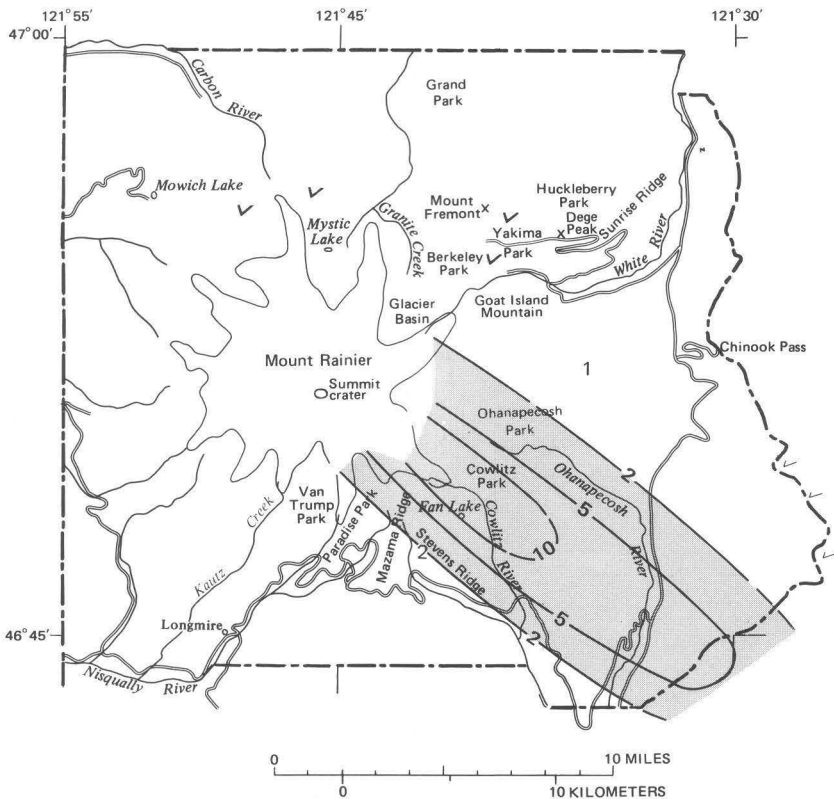 121°55′
121°45′
121°30′
47°00′
Carbon
River
Grand
Park
Mowich Lake
Mystic
Lake
Granite Creek
Mount
Fremont
x
Huckleberry
Park
Dege
Peak
x
Sunrise Ridge
Yakima
Park
Berkeley
Park
White River
Glacier
Basin
Goat Island
Mountain
Chinook Pass
Mount Rainier
Summit
crater
1
Ohanapecosh
Park
2
Cowlitz
Park
Ohanapecosh
River
5
Van
Trump
Park
Paradise Park
Fan Lake
Cowlitz
River
10
Mazama Ridge
2
Stevens Ridge
Kautz
Creek
5
2
Longmire
46°45′
Nisqually
River
0 10 MILES
0 10 KILOMETERS